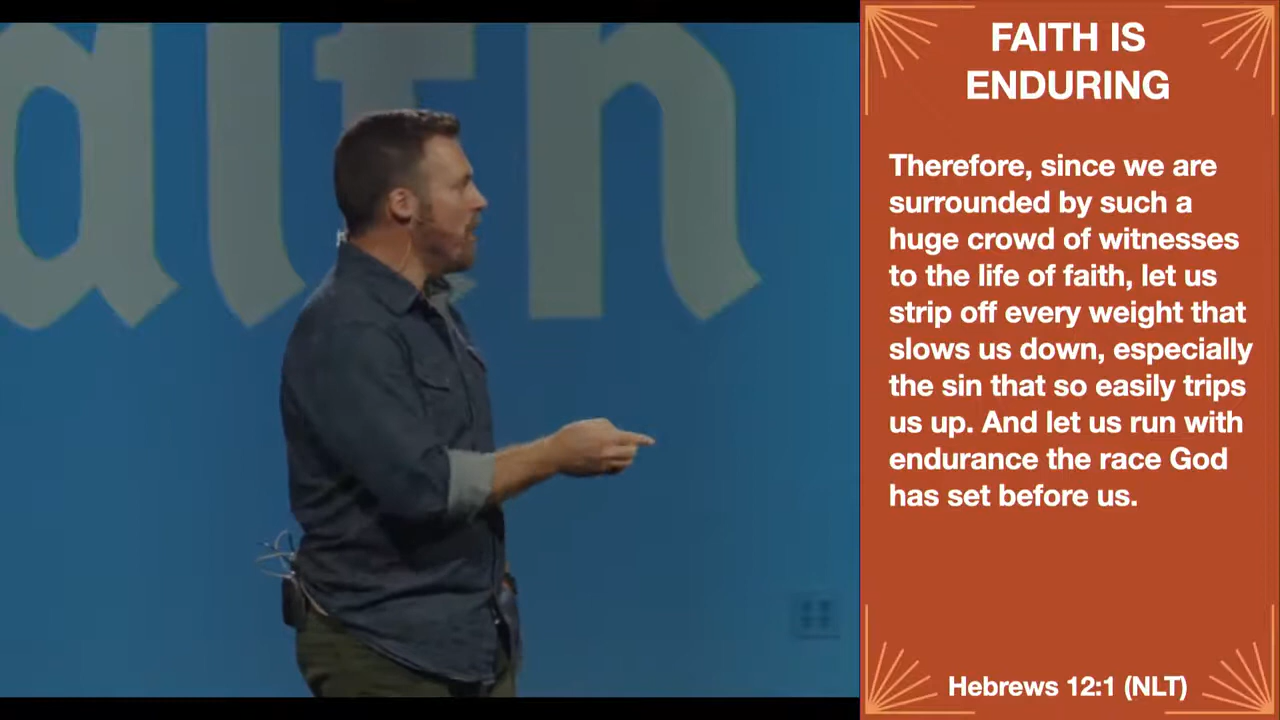 aith
FAITH IS
ENDURING
Therefore, since we are
surrounded by such a
huge crowd of witnesses
to the life of faith, let us
strip off every weight that
slows us down, especially
the sin that so easily trips
us up. And let us run with
endurance the race God
has set before us.
Hebrews 12:1 (NLT)